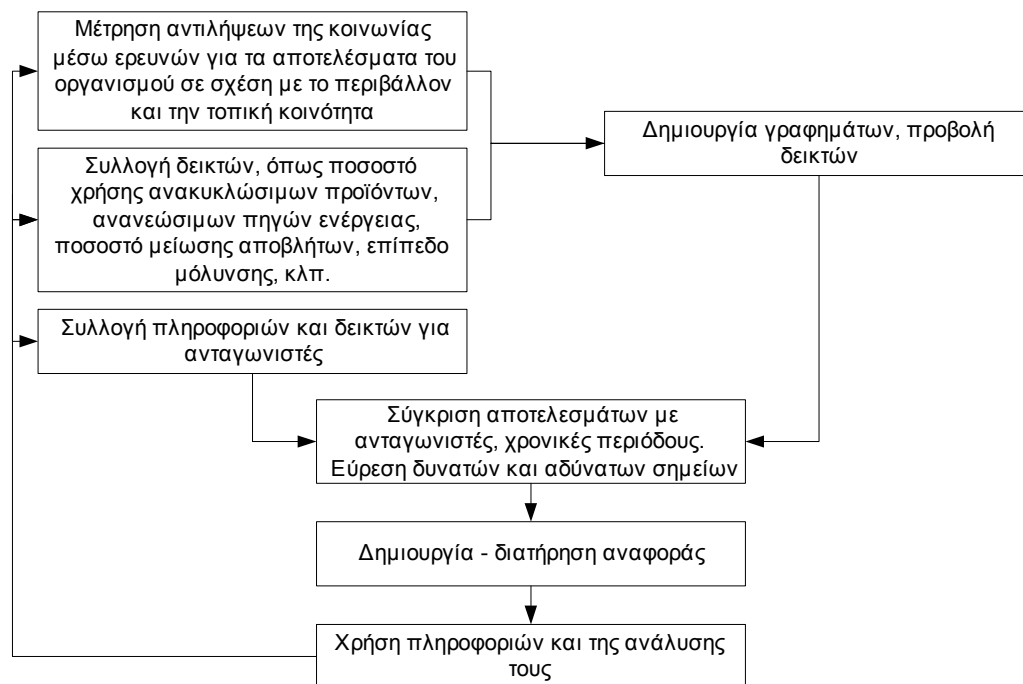 Μέτρηση αντιλήψεων της κοινωνίας
μέσω ερευνών για τα αποτελέσματα του
οργανισμού σε σχέση με το περιβάλλον
και την τοπική κοινότητα
Δημιουργία γραφημάτων, προβολή
δεικτών
Συλλογή δεικτών, όπως ποσοστό
χρήσης ανακυκλώσιμων προϊόντων,
ανανεώσιμων πηγών ενέργειας,
ποσοστό μείωσης αποβλήτων, επίπεδο
μόλυνσης, κλπ.
Συλλογή πληροφοριών και δεικτών για
ανταγωνιστές
Σύγκριση αποτελεσμάτων με
ανταγωνιστές, χρονικές περιόδους.
Εύρεση δυνατών και αδύνατων σημείων
Δημιουργία - διατήρηση αναφοράς
Χρήση πληροφοριών και της ανάλυσης
τους